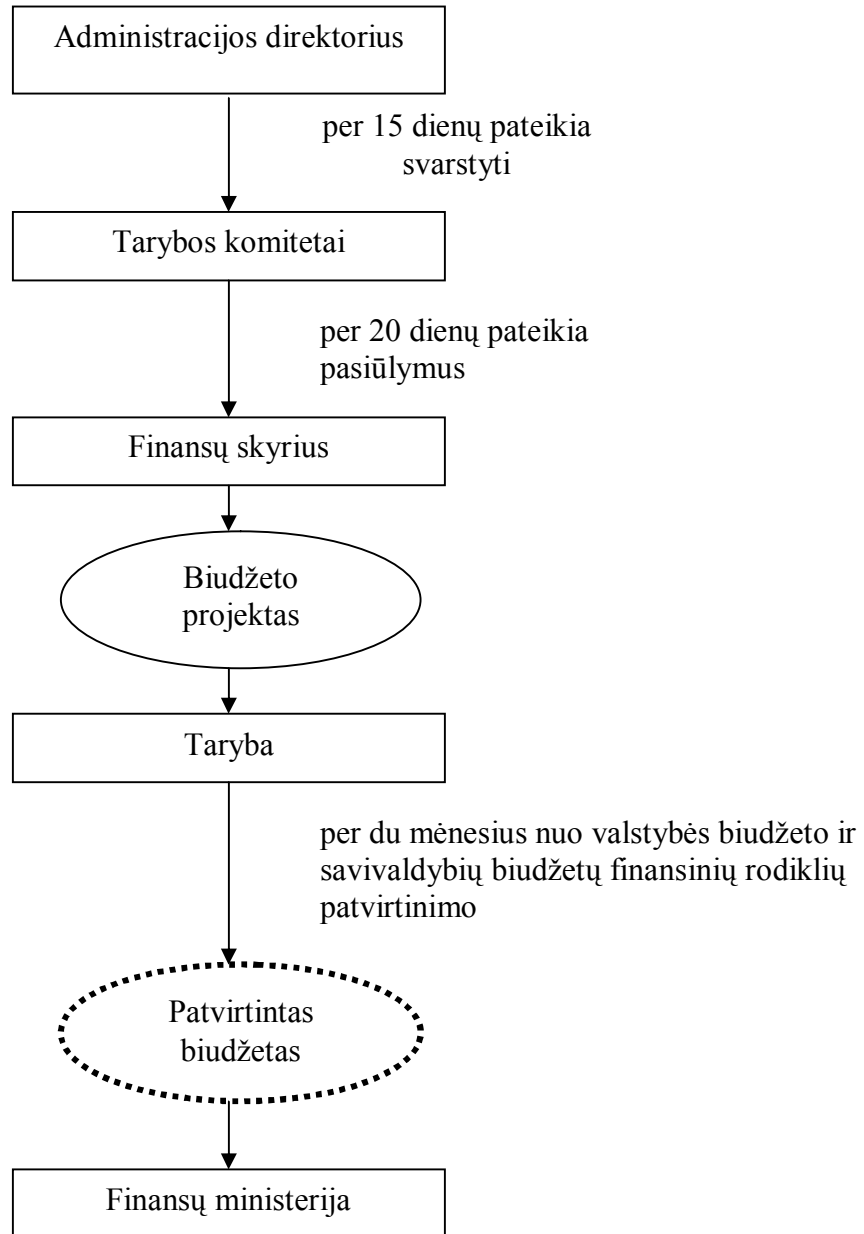 Administracijos direktorius
per 15 dienų pateikia
svarstyti
Tarybos komitetai
per 20 dienų pateikia
pasiūlymus
Finansų skyrius
Biudžeto
projektas
Taryba
per du mėnesius nuo valstybės biudžeto ir
savivaldybių biudžetų finansinių rodiklių
patvirtinimo
Patvirtintas
biudžetas
Finansų ministerija